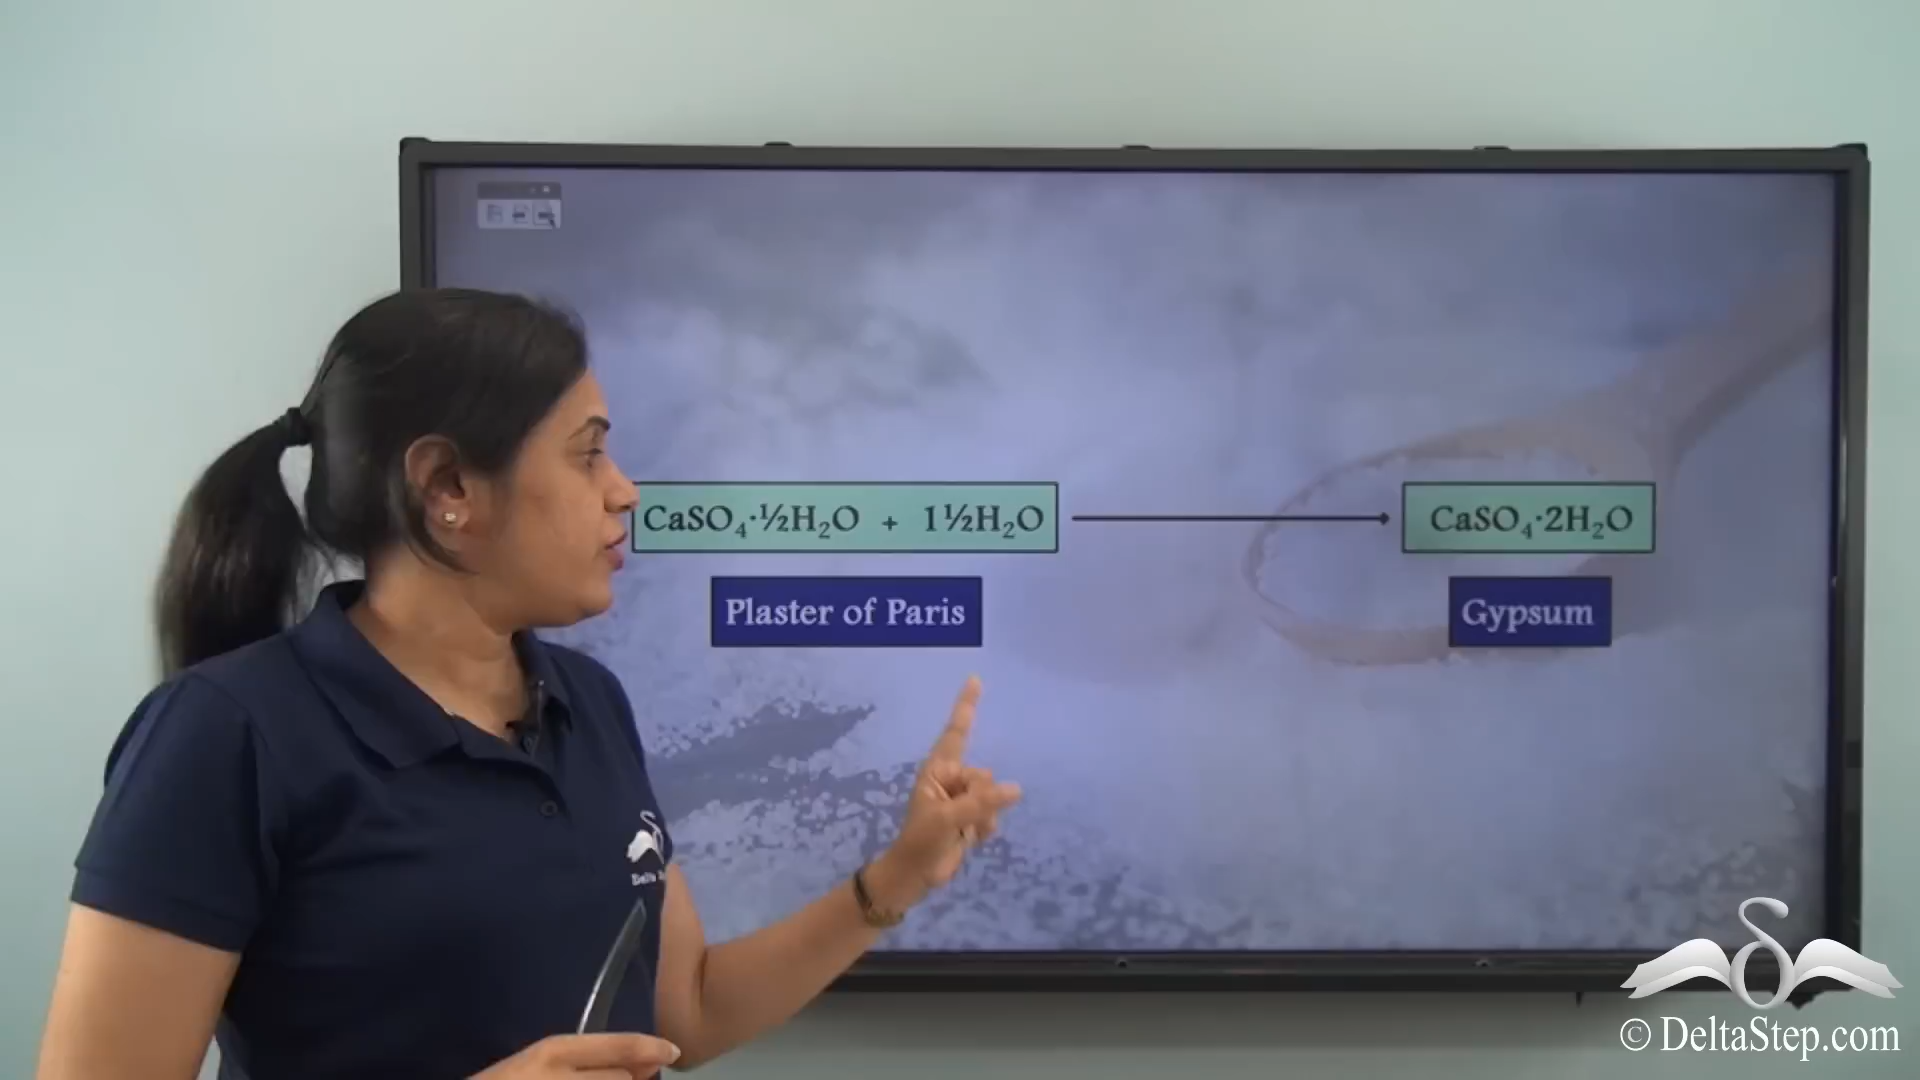 CaSO₄·½H₂O + 1½H₂O
CaSO₄·2H₂O
Plaster of Paris
Gypsum
© DeltaStep.com